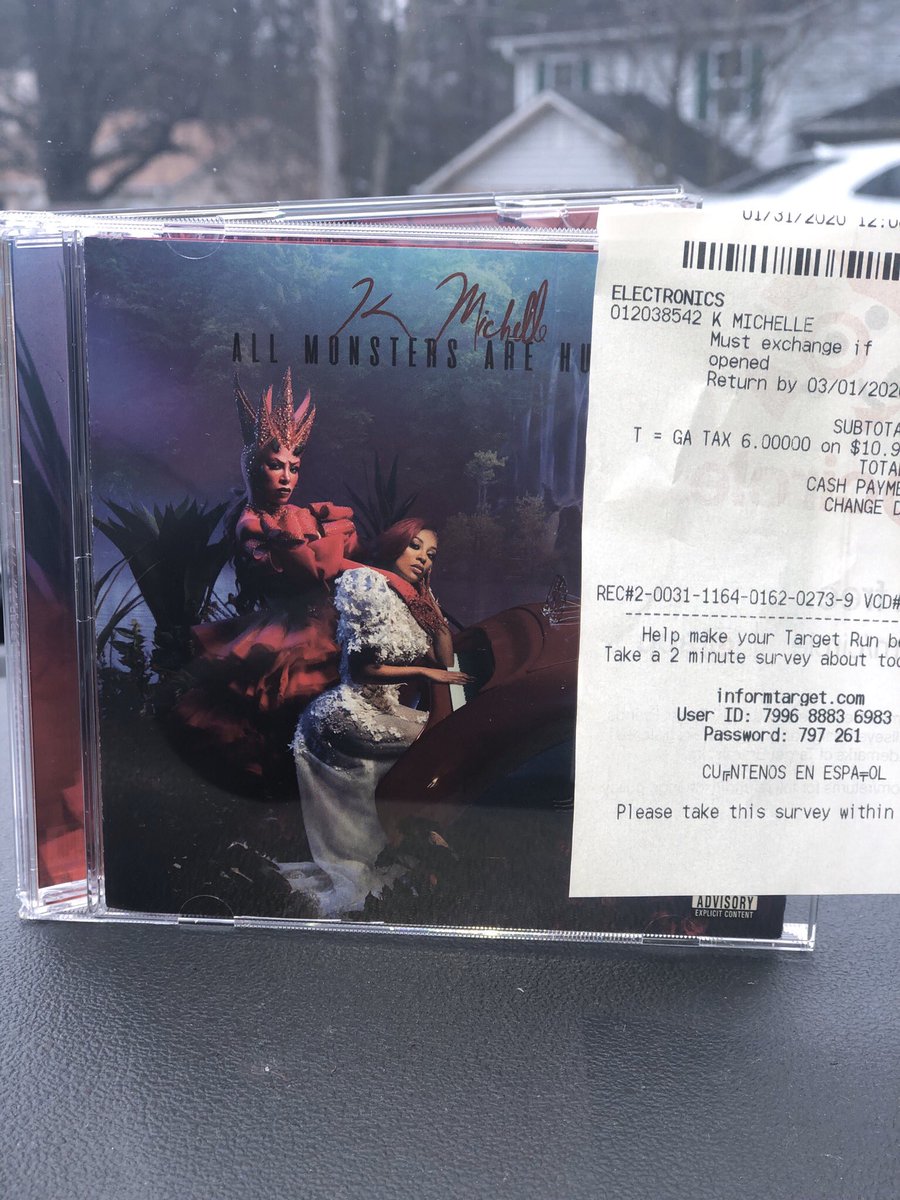 K Michelle
ALL MONSTERS ARE HU
01/31/2020 12:0
ELECTRONICS
012038542 K MICHELLE
Must exchange if
opened
Return by 03/01/202
SUBTOTA
T = GA TAX 6.00000 on $10.9
TOTA
CASH PAYME
CHANGE D
REC#2-0031-1164-0162-0273-9 VCD#
Help make your Target Run be
Take a 2 minute survey about tod
informtarget.com
User ID: 7996 8883 6983
Password: 797 261
CU╓NTENOS EN ESPA╤OL
Please take this survey within
ADVISORY
EXPLICIT CONTENT